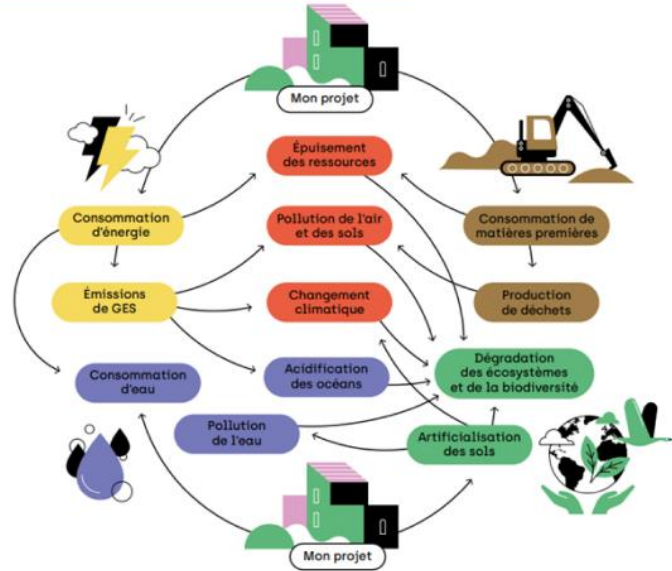 Mon projet
Épuisement
des ressources
Consommation
d'énergie
Pollution de l'air
et des sols
Consommation de
matières premières
Émissions
de GES
Changement
climatique
Production
de déchets
Consommation
d'eau
Acidification
des océans
Dégradation
des écosystèmes
et de la biodiversité
Pollution
de l'eau
Artificialisation
des sols
Mon projet